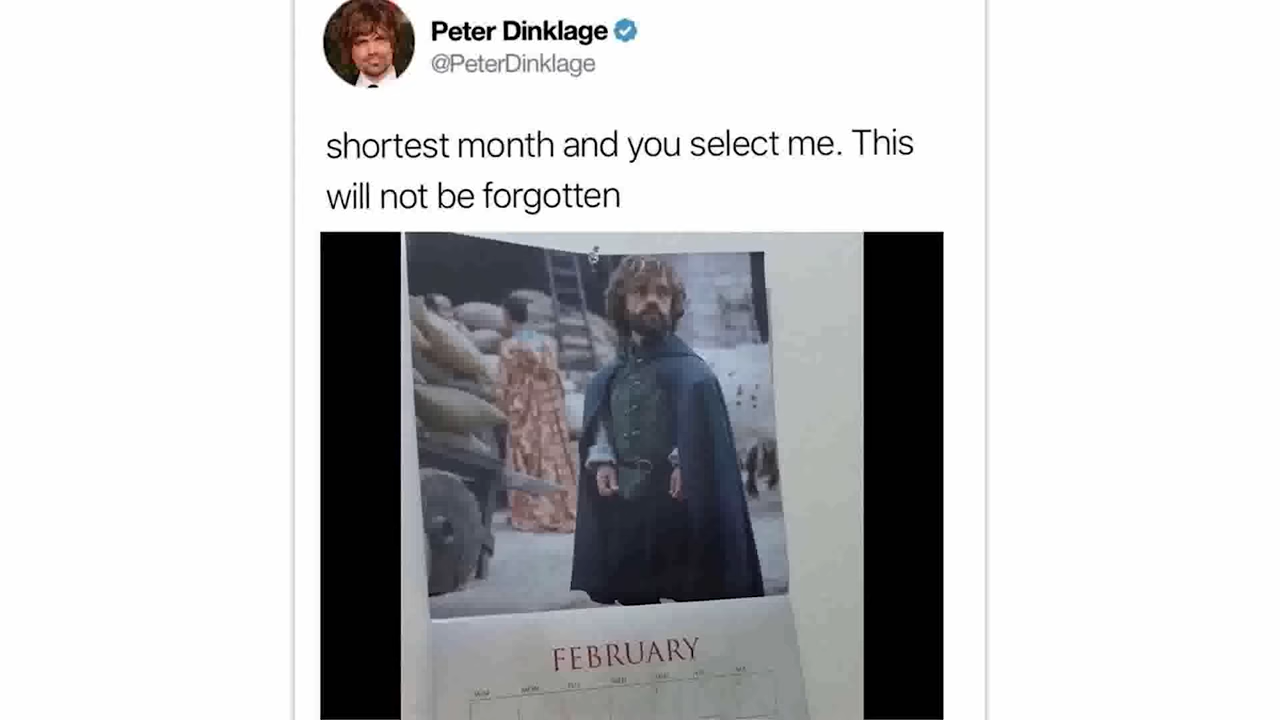 Peter Dinklage
@PeterDinklage
shortest month and you select me. This
will not be forgotten
FEBRUARY